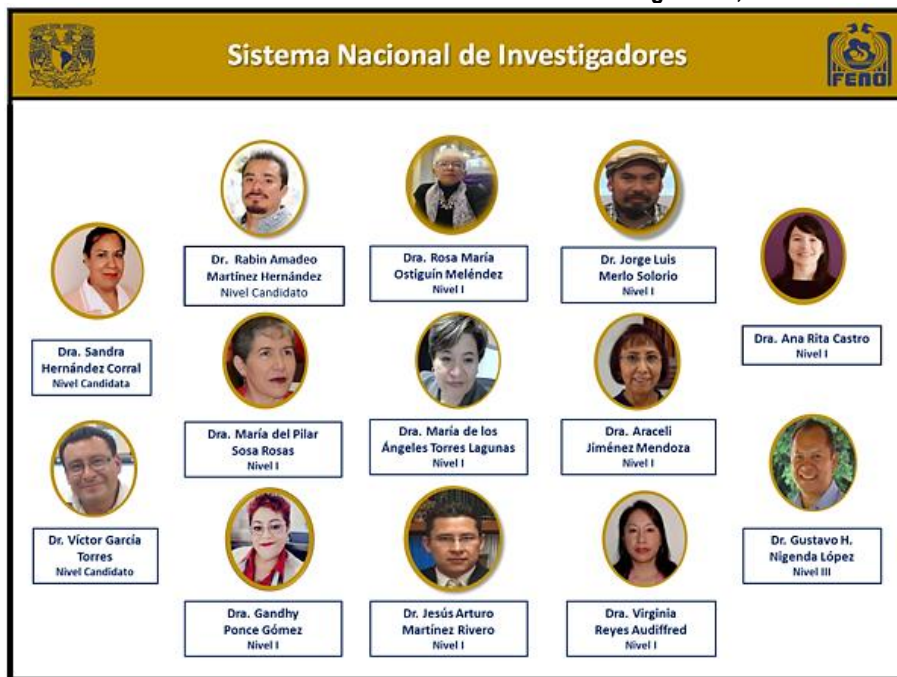 Sistema Nacional de Investigadores
FENO
Dr. Rabin Amadeo
Martínez Hernández
Nivel Candidato
Dra. Rosa María
Ostiguín Meléndez
Nivel I
Dr. Jorge Luis
Merlo Solorio
Nivel I
Dra. Sandra
Hernández Corral
Nivel Candidata
Dra. Ana Rita Castro
Nivel I
Dra. María del Pilar
Sosa Rosas
Nivel I
Dra. María de los
Ángeles Torres Lagunas
Nivel I
Dra. Araceli
Jiménez Mendoza
Nivel I
Dr. Víctor García
Torres
Nivel Candidato
Dr. Gustavo H.
Nigenda López
Nivel III
Dra. Gandhy
Ponce Gómez
Nivel I
Dr. Jesús Arturo
Martínez Rivero
Nivel I
Dra. Virginia
Reyes Audiffred
Nivel I